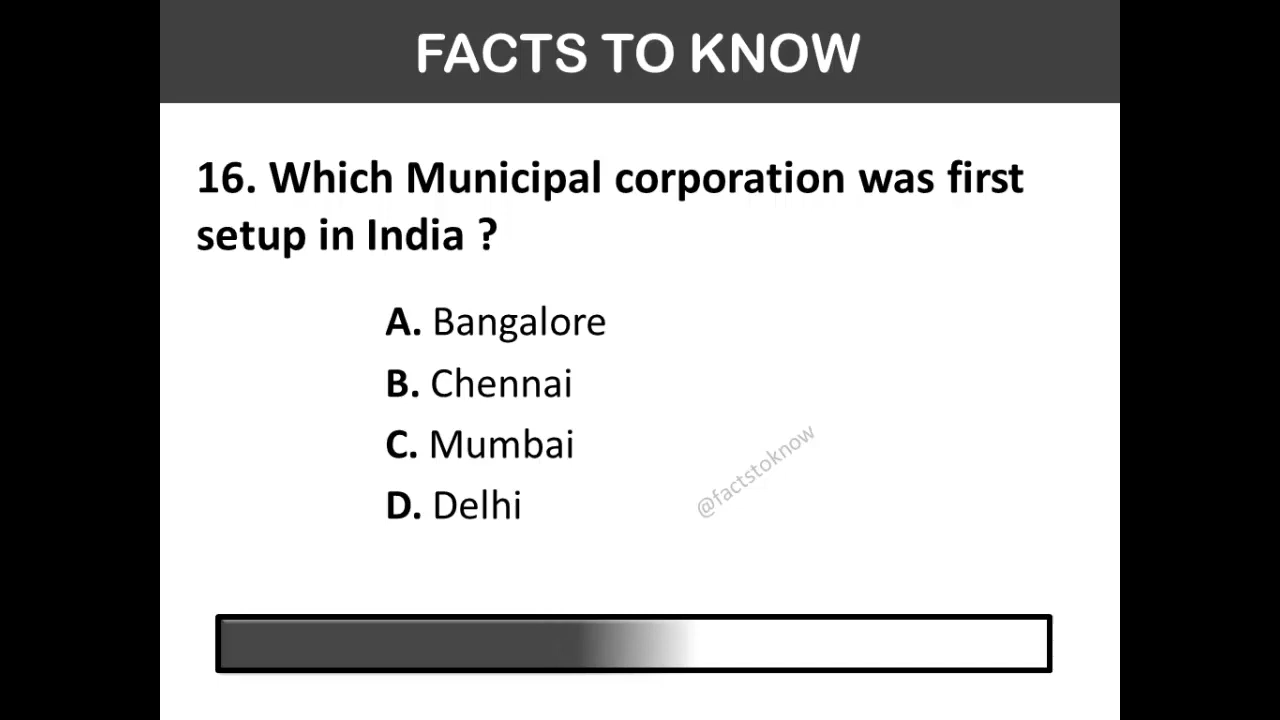 FACTS TO KNOW
16. Which Municipal corporation was first
setup in India ?
A. Bangalore
B. Chennai
C. Mumbai
D. Delhi
@factstoknow